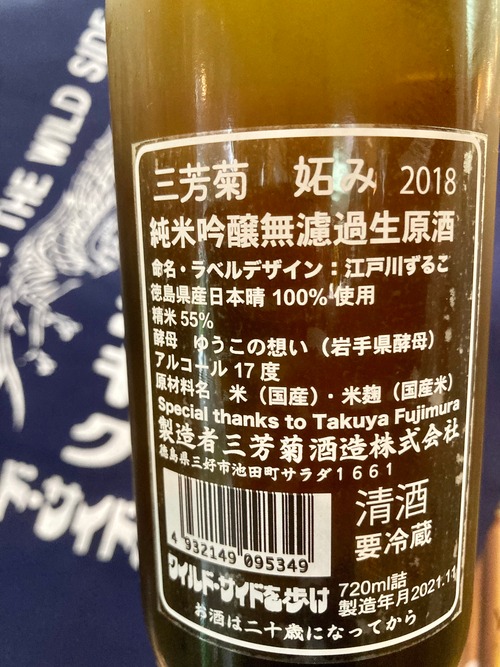 THE WILD SIDE
三芳菊 妬み 2018
純米吟醸無濾過生原酒
命名・ラベルデザイン：江戸川ずるこ
徳島県産日本晴 100% 使用
精米 55%
酵母 ゆうこの想い（岩手県酵母）
アルコール 17 度
原材料名 米（国産）・米麹（国産米）
Special thanks to Takuya Fujimura
製造者三芳菊酒造株式会社
徳島県三好市池田町サラダ１６６１
4 932149 095349
清酒
要冷蔵
ワイルド・サイドを歩け
720ml詰
製造年月2021.11
お酒は二十歳になってから